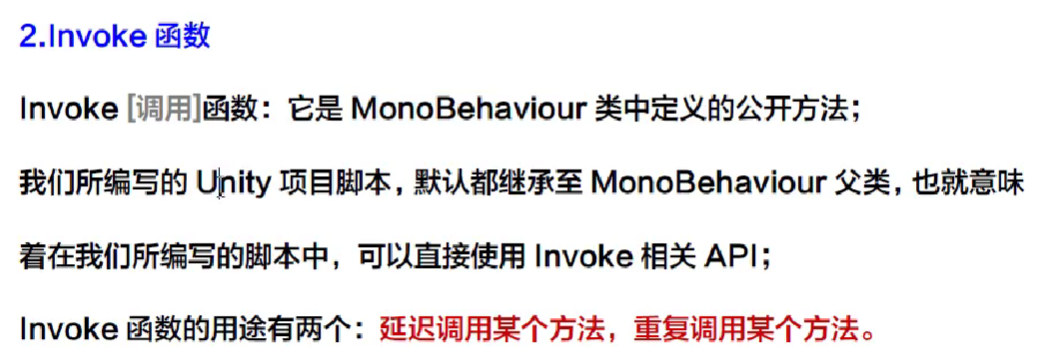 2.Invoke 函数
Invoke [调用]函数：它是 MonoBehaviour 类中定义的公开方法；
我们所编写的 Unity 项目脚本，默认都继承至 MonoBehaviour 父类，也就意味
着在我们所编写的脚本中，可以直接使用 Invoke 相关 API；
Invoke 函数的用途有两个：延迟调用某个方法，重复调用某个方法。